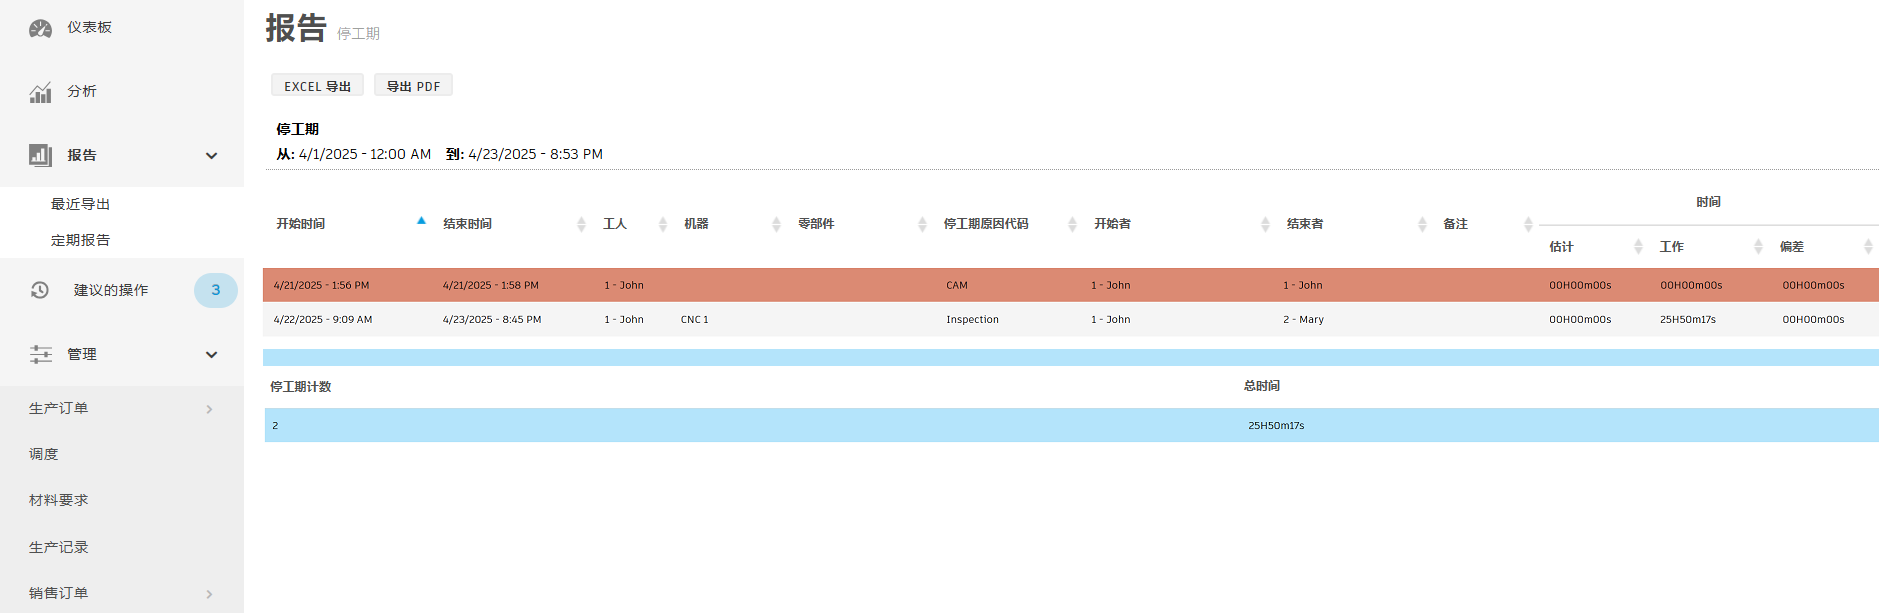 仪表板
分析
报告
最近导出
定期报告
建议的操作 3
管理
生产订单
调度
材料要求
生产记录
销售订单
报告 停工期
EXCEL 导出 导出 PDF
停工期
从: 4/1/2025 - 12:00 AM 到: 4/23/2025 - 8:53 PM
时间
开始时间 结束时间 工人 机器 零部件 停工期原因代码 开始者 结束者 备注
估计 工作 偏差
4/21/2025 - 1:56 PM 4/21/2025 - 1:58 PM 1 - John CAM 1 - John 1 - John 00H00m00s 00H00m00s 00H00m00s
4/22/2025 - 9:09 AM 4/23/2025 - 8:45 PM 1 - John CNC 1 Inspection 1 - John 2 - Mary 00H00m00s 25H50m17s 00H00m00s
停工期计数 总时间
2 25H50m17s